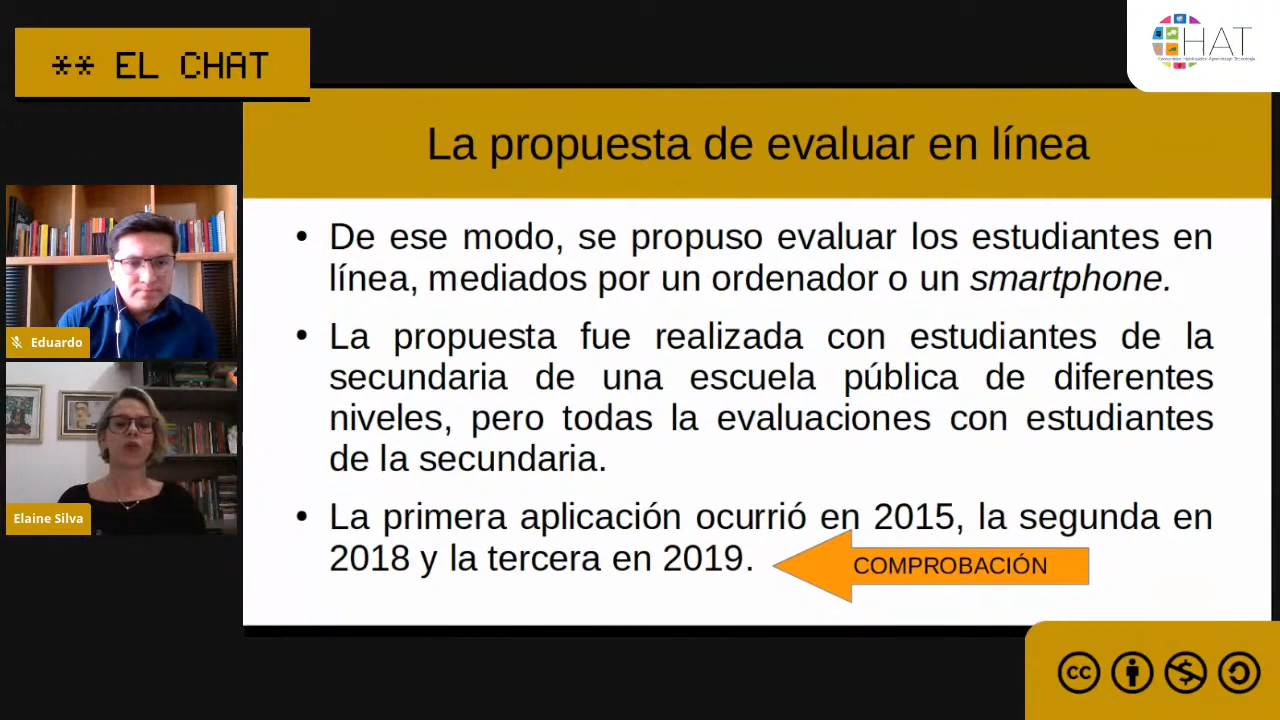 ** EL CHAT
HAT
La propuesta de evaluar en línea
• De ese modo, se propuso evaluar los estudiantes en
línea, mediados por un ordenador o un smartphone.
• La propuesta fue realizada con estudiantes de la
secundaria de una escuela pública de diferentes
niveles, pero todas la evaluaciones con estudiantes
de la secundaria.
• La primera aplicación ocurrió en 2015, la segunda en
2018 y la tercera en 2019.
COMPROBACIÓN
Eduardo
Elaine Silva
cc